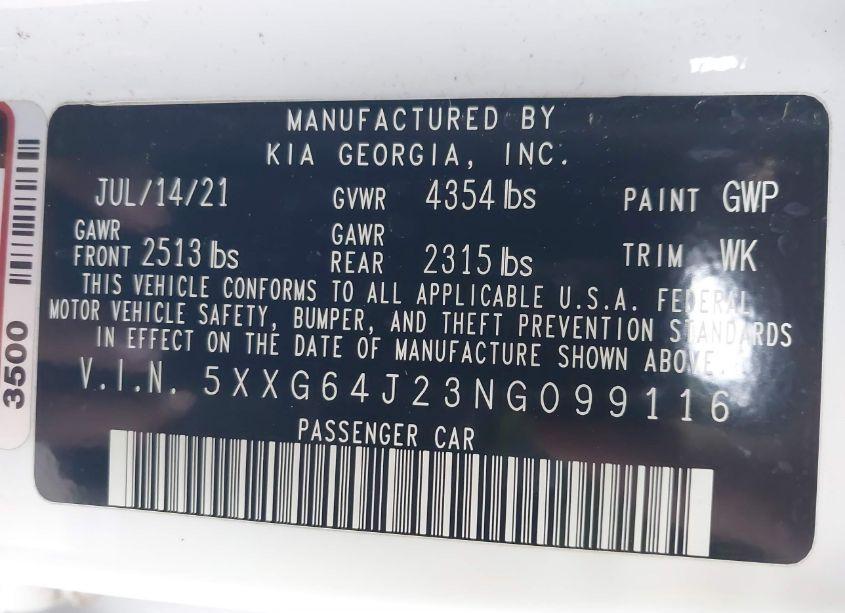 MANUFACTURED BY
KIA GEORGIA, INC.
JUL/14/21 GVWR 4354 lbs PAINT GWP
GAWR FRONT 2513 lbs GAWR REAR 2315 lbs TRIM WK
THIS VEHICLE CONFORMS TO ALL APPLICABLE U.S.A. FEDERAL
MOTOR VEHICLE SAFETY, BUMPER, AND THEFT PREVENTION STANDARDS
IN EFFECT ON THE DATE OF MANUFACTURE SHOWN ABOVE.
V.I.N. 5XXG64J23NG099116
PASSENGER CAR
3500